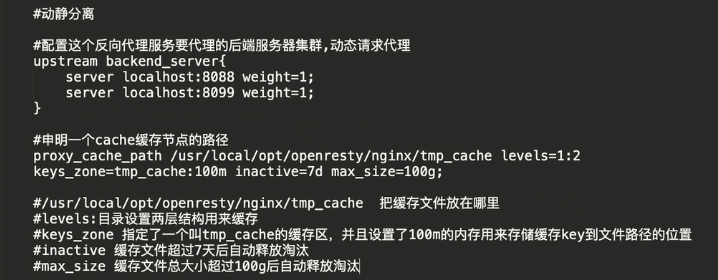 #动静分离
#配置这个反向代理服务要代理的后端服务器集群,动态请求代理
upstream backend_server{
server localhost:8088 weight=1;
server localhost:8099 weight=1;
}
#申明一个cache缓存节点的路径
proxy_cache_path /usr/local/opt/openresty/nginx/tmp_cache levels=1:2
keys_zone=tmp_cache:100m inactive=7d max_size=100g;
#/usr/local/opt/openresty/nginx/tmp_cache 把缓存文件放在哪里
#levels:目录设置两层结构用来缓存
#keys_zone 指定了一个叫tmp_cache的缓存区，并且设置了100m的内存用来存储缓存key到文件路径的位置
#inactive 缓存文件超过7天后自动释放淘汰
#max_size 缓存文件总大小超过100g后自动释放淘汰